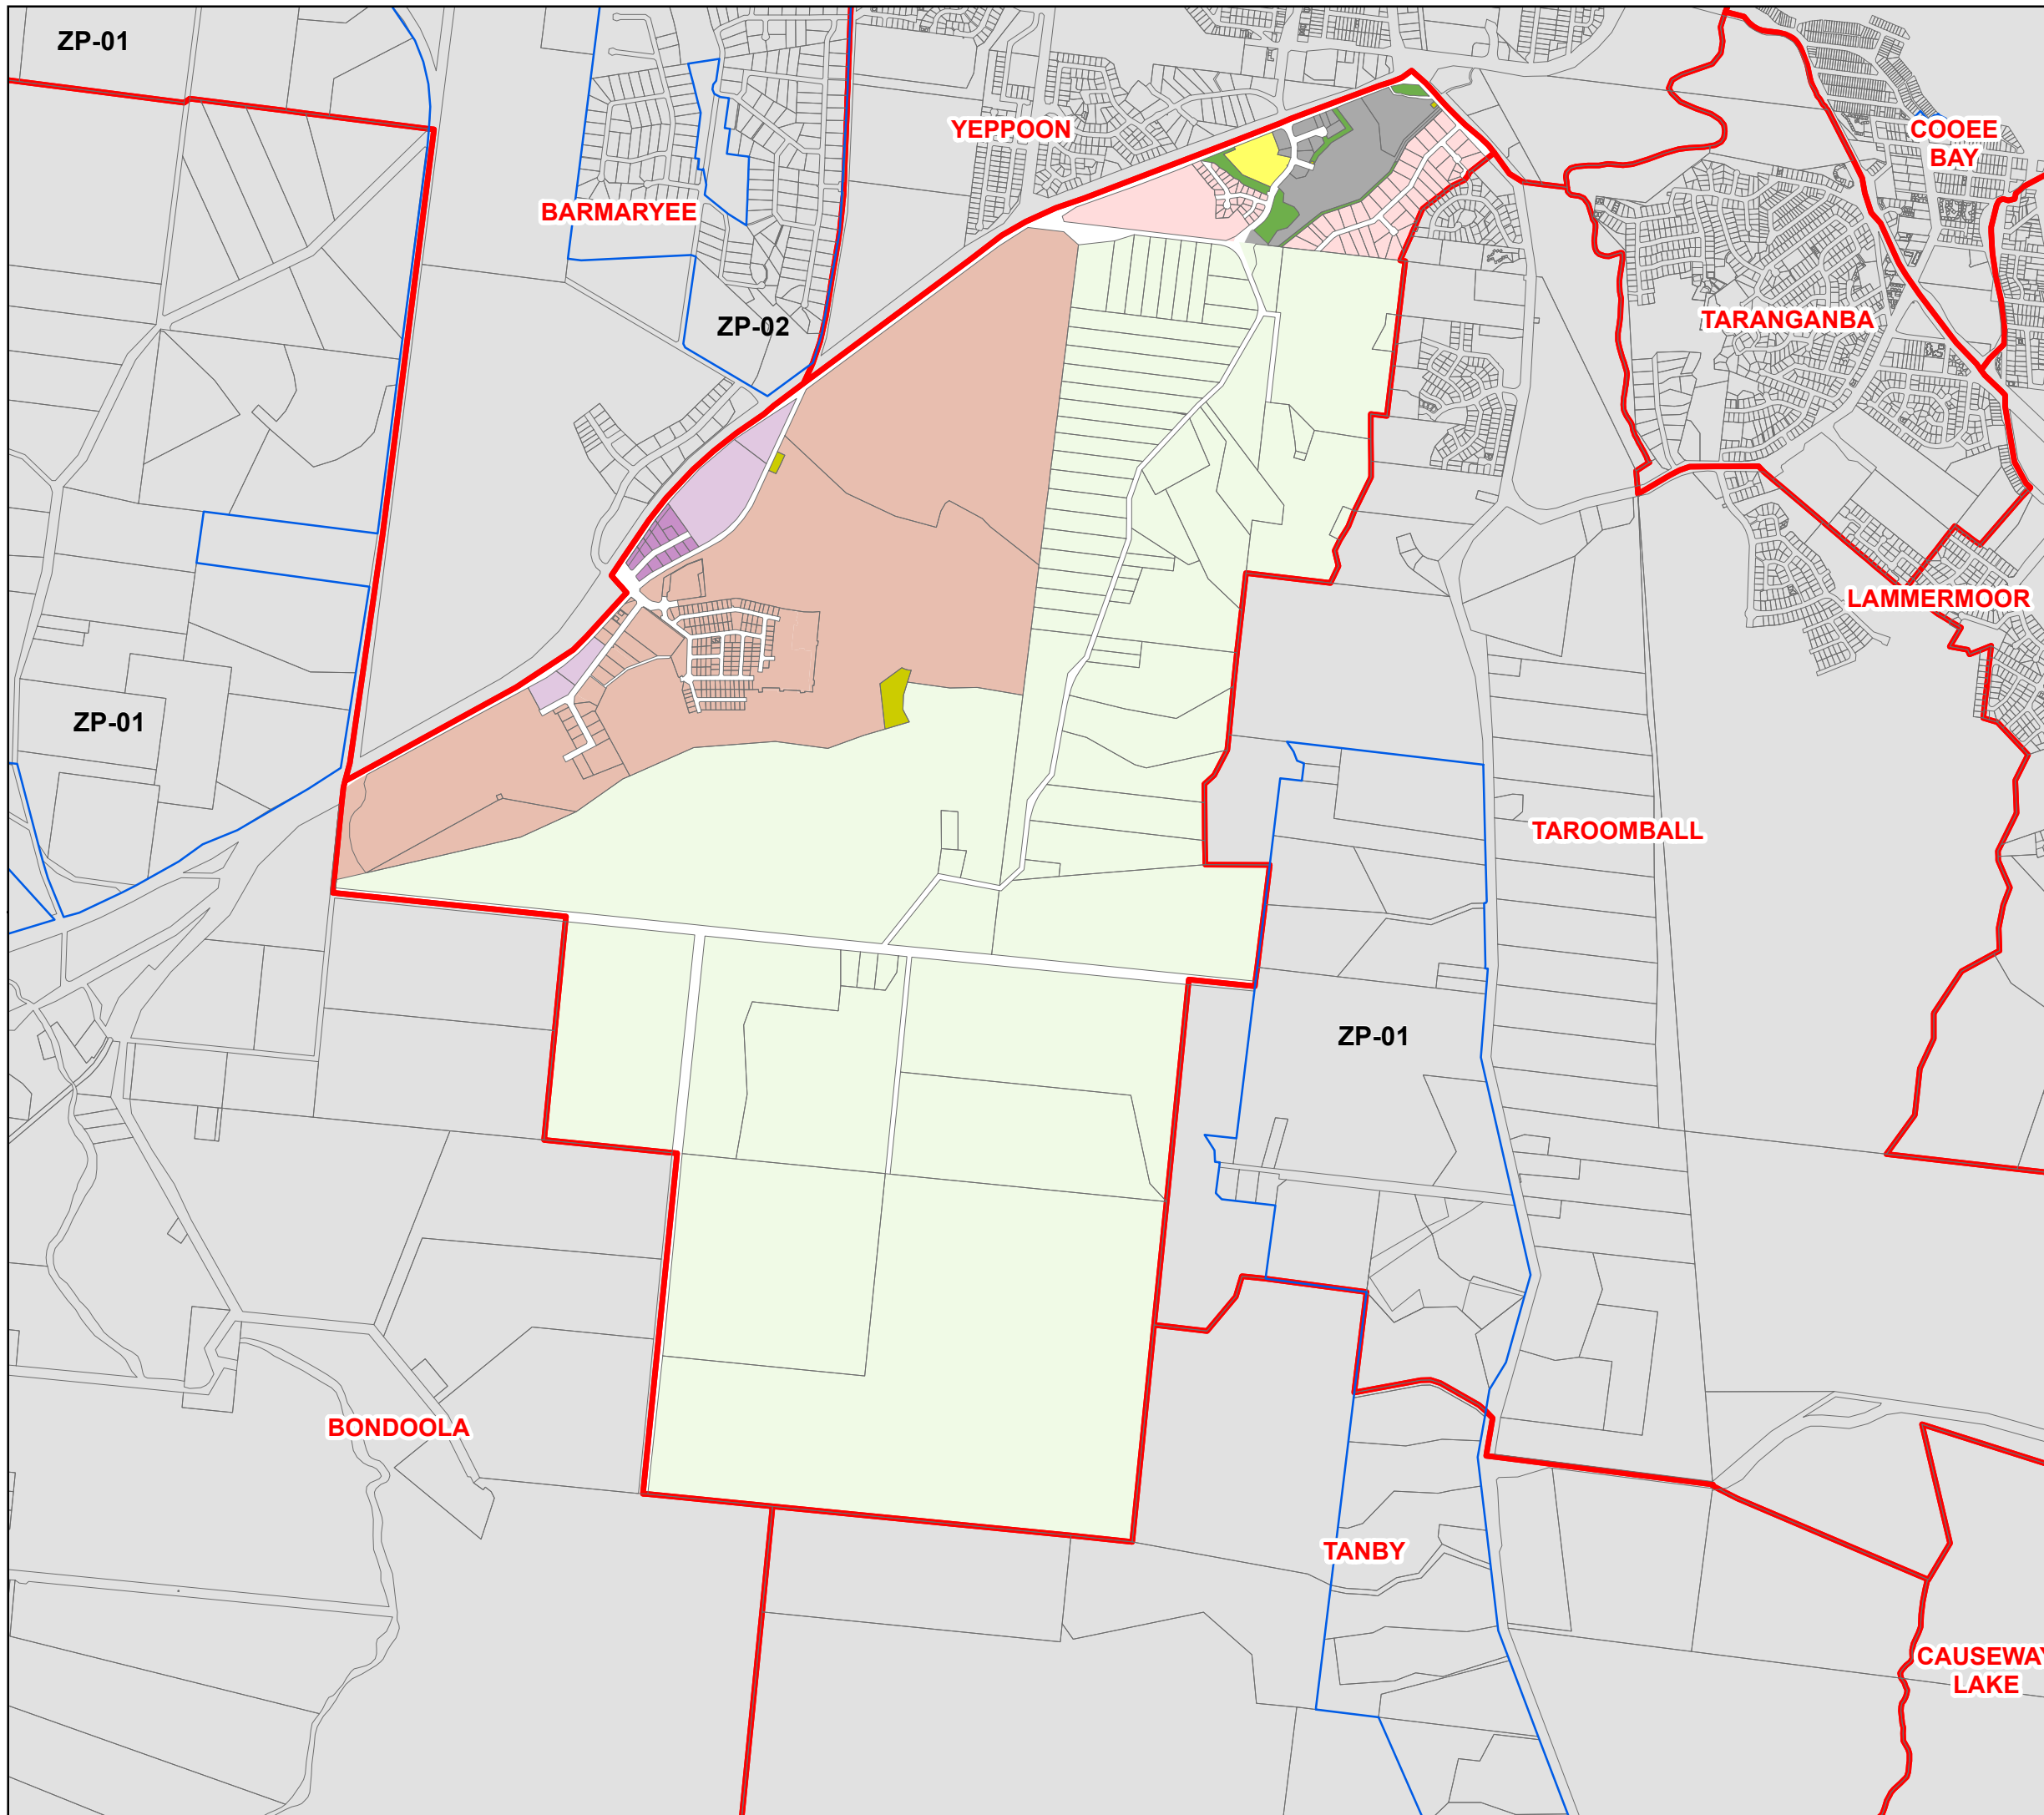 ZP-01
YEPPOON
COOEE
BAY
BARMARYEE
TARANGANBA
ZP-02
LAMMERMOOR
ZP-01
TAROOMBALL
ZP-01
BONDOOLA
TANBY
CAUSEWAY
LAKE